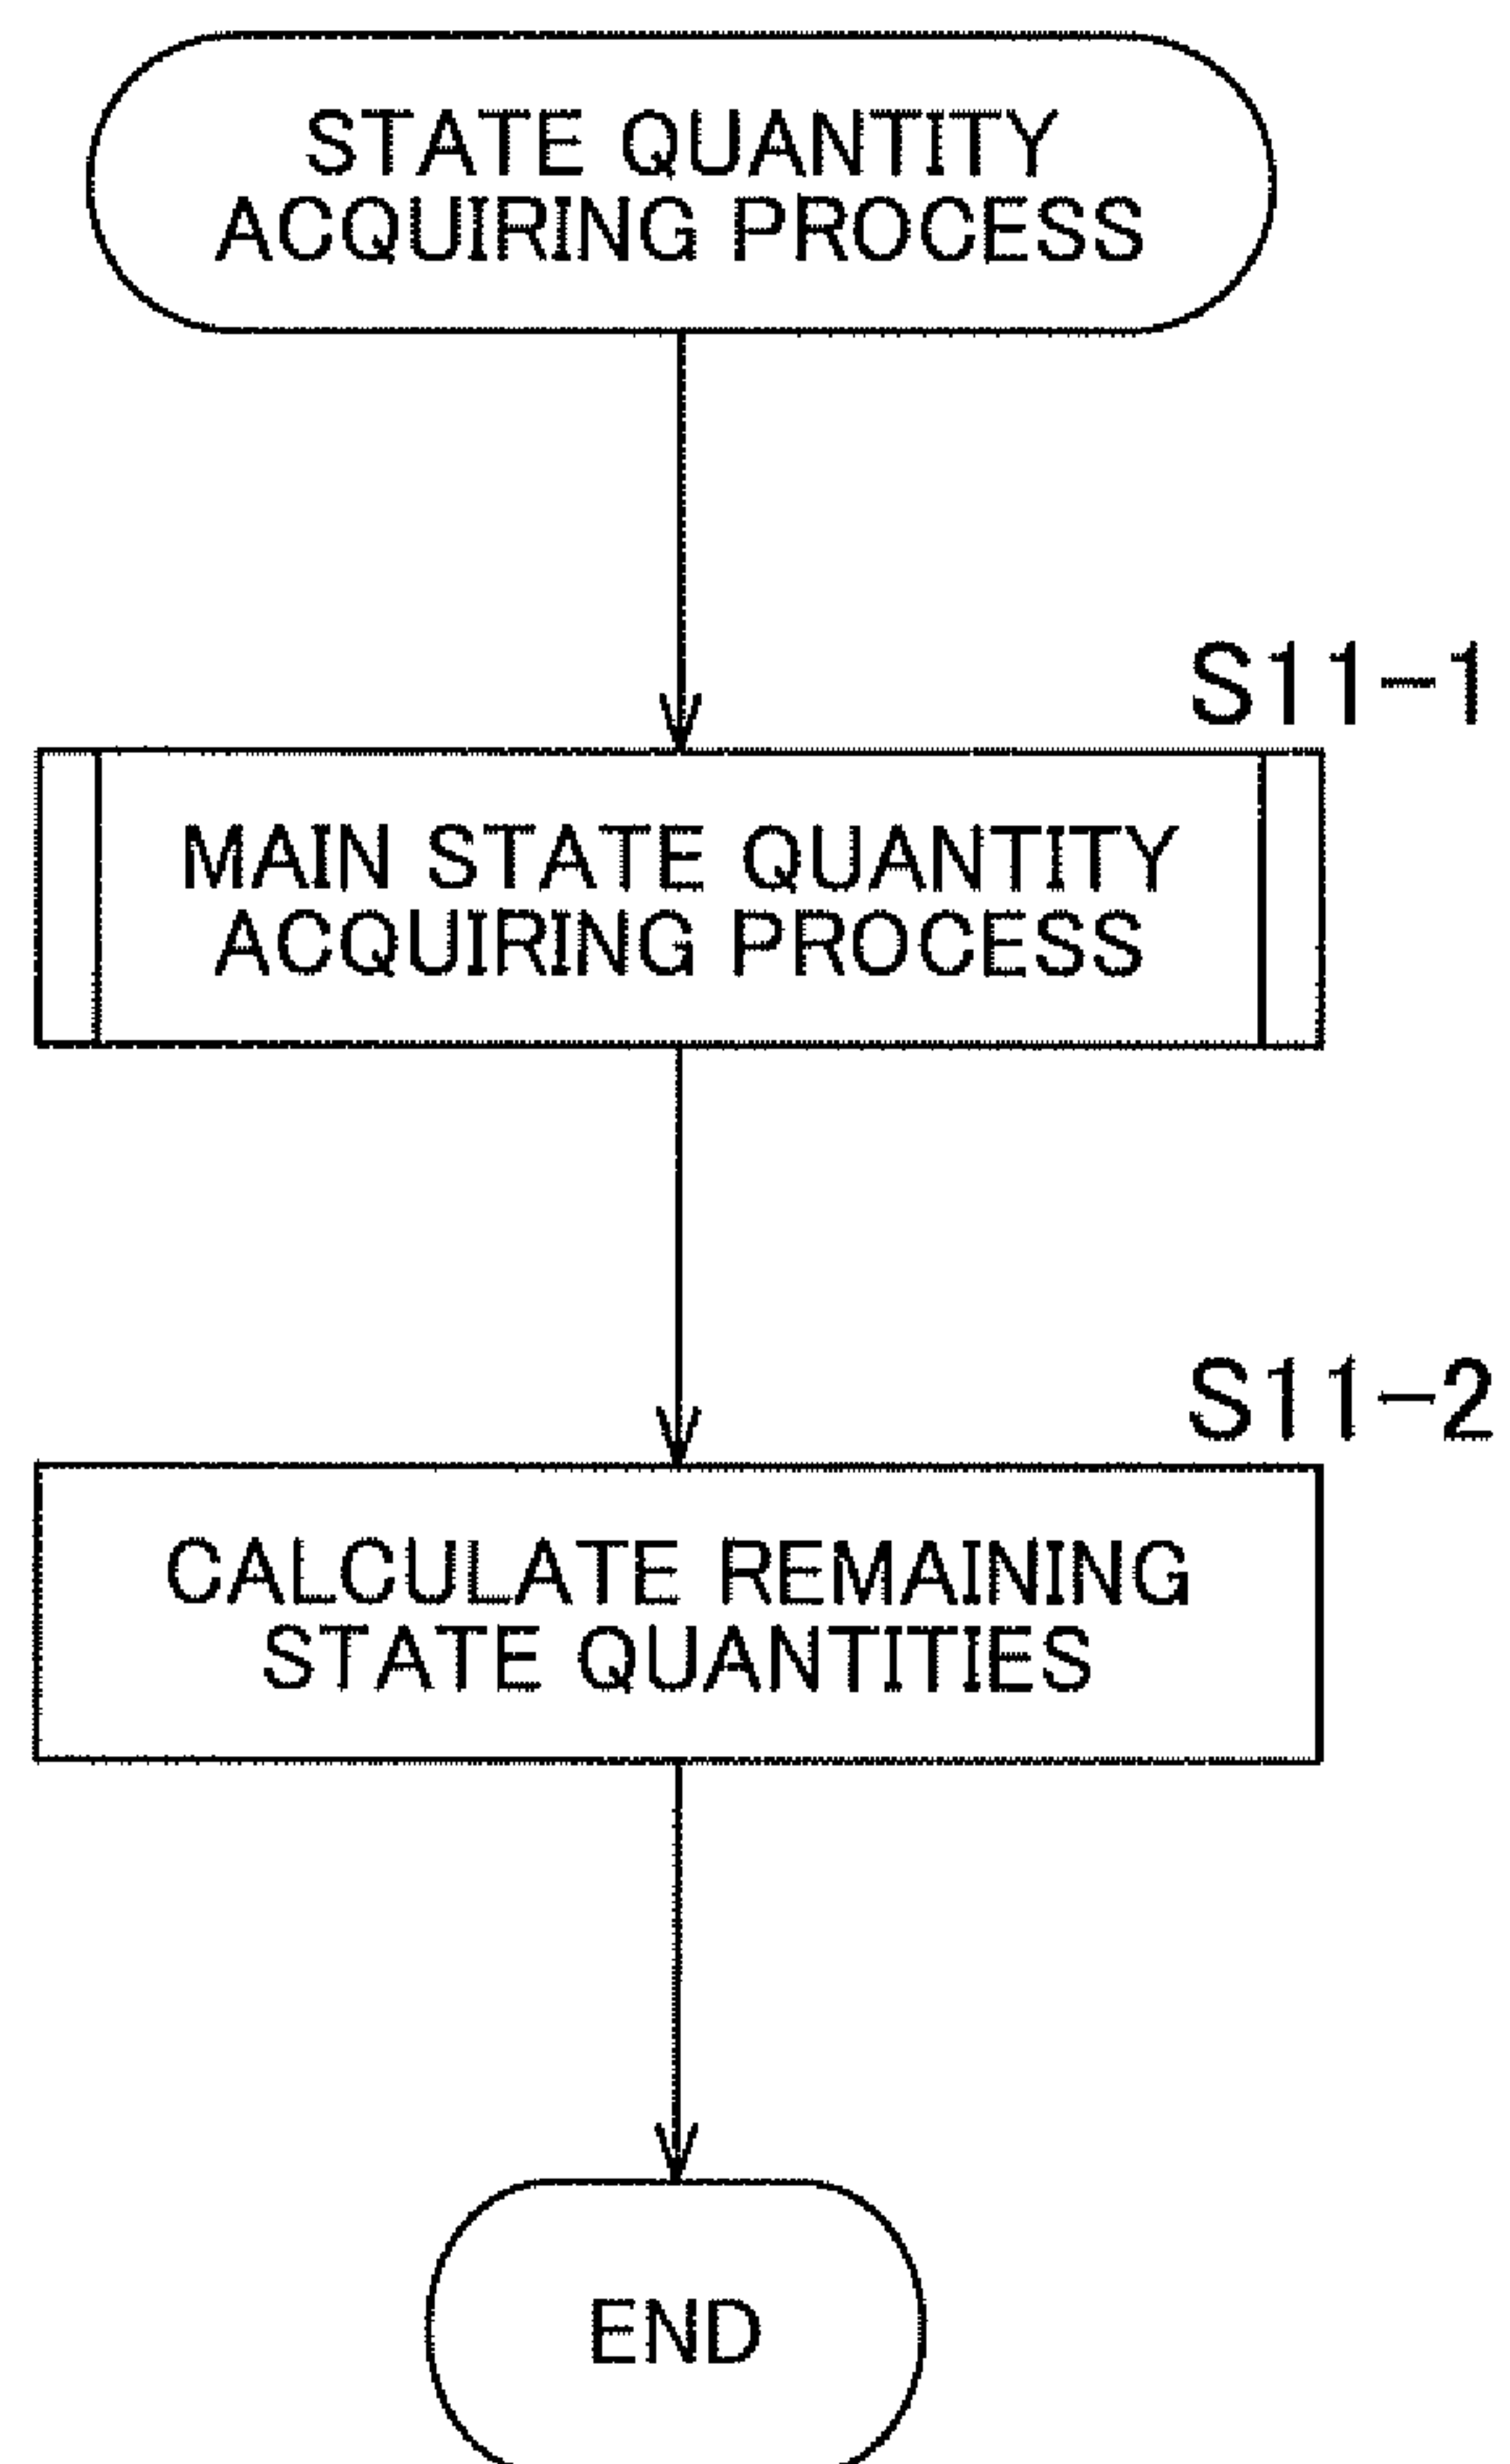 STATE QUANTITY
ACQUIRING PROCESS
S11-1
MAIN STATE QUANTITY
ACQUIRING PROCESS
S11-2
CALCULATE REMAINING
STATE QUANTITIES
END